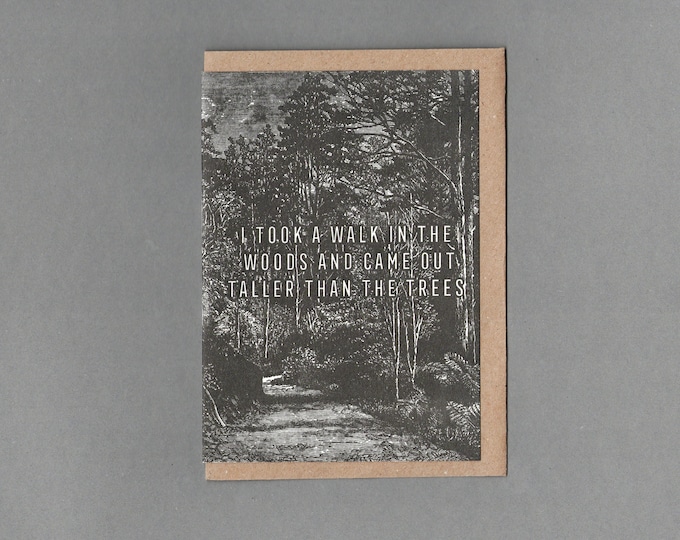 I TOOK A WALK IN THE
WOODS AND CAME OUT
TALLER THAN THE TREES